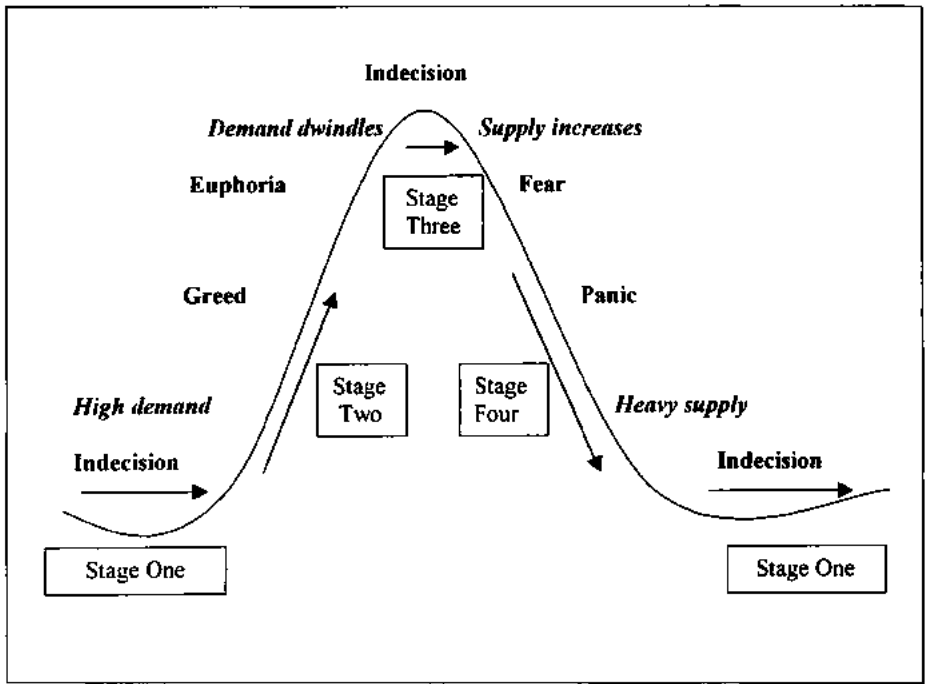 Indecision
Demand dwindles
Supply increases
Euphoria
Stage
Three
Fear
Greed
Panic
Stage
Two
Stage
Four
High demand
Heavy supply
Indecision
Indecision
Stage One
Stage One